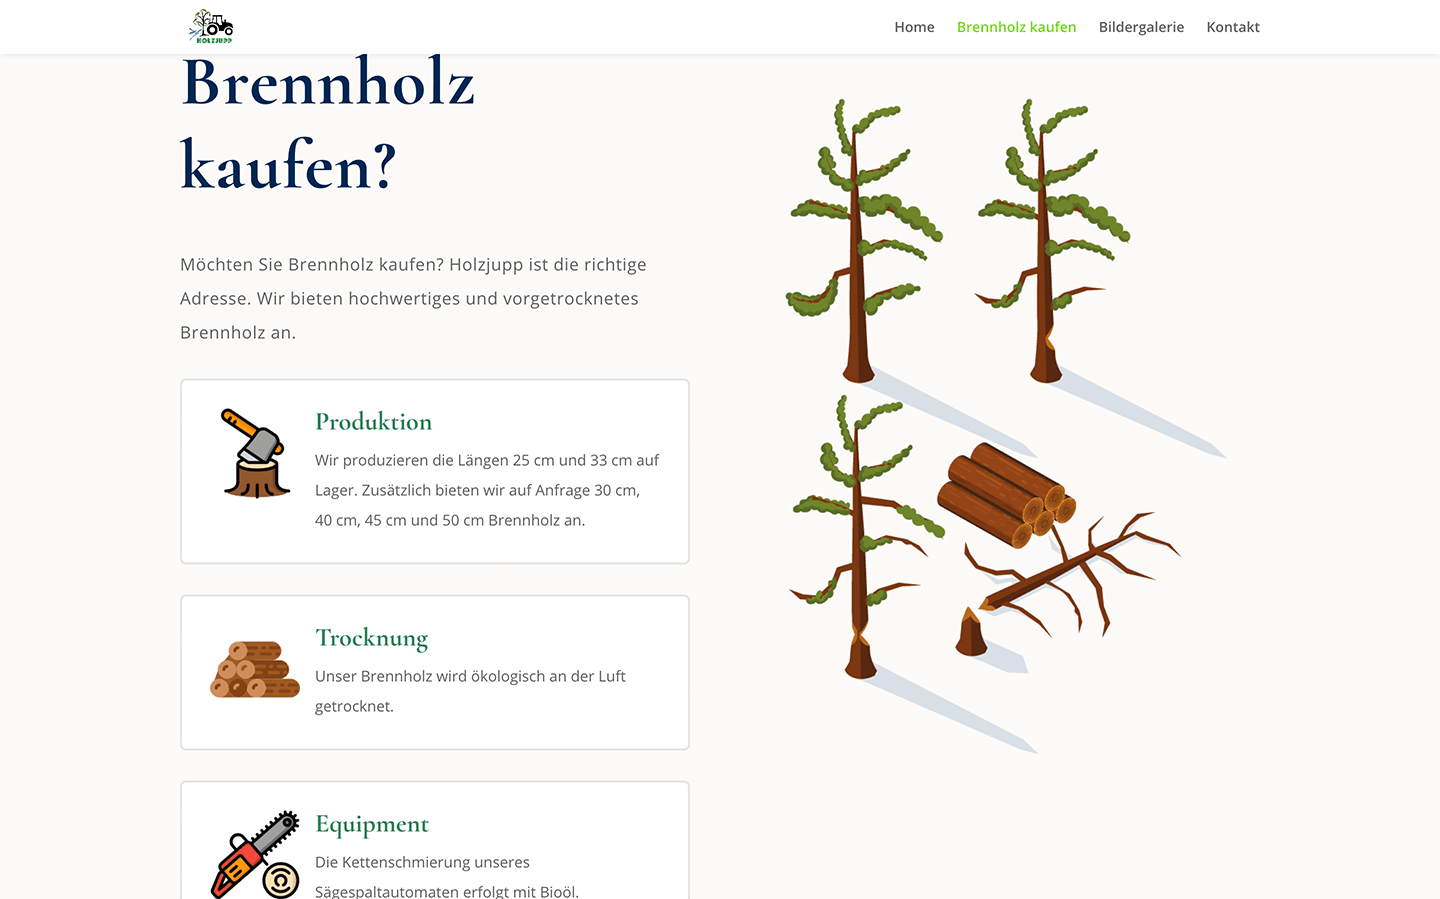 HOLZJUPP
Home
Brennholz kaufen
Bildergalerie
Kontakt
Brennholz
kaufen?
Möchten Sie Brennholz kaufen? Holzjupp ist die richtige
Adresse. Wir bieten hochwertiges und vorgetrocknetes
Brennholz an.
Produktion
Wir produzieren die Längen 25 cm und 33 cm auf
Lager. Zusätzlich bieten wir auf Anfrage 30 cm,
40 cm, 45 cm und 50 cm Brennholz an.
Trocknung
Unser Brennholz wird ökologisch an der Luft
getrocknet.
Equipment
Die Kettenschmierung unseres
Sägespaltautomaten erfolgt mit Bioöl.